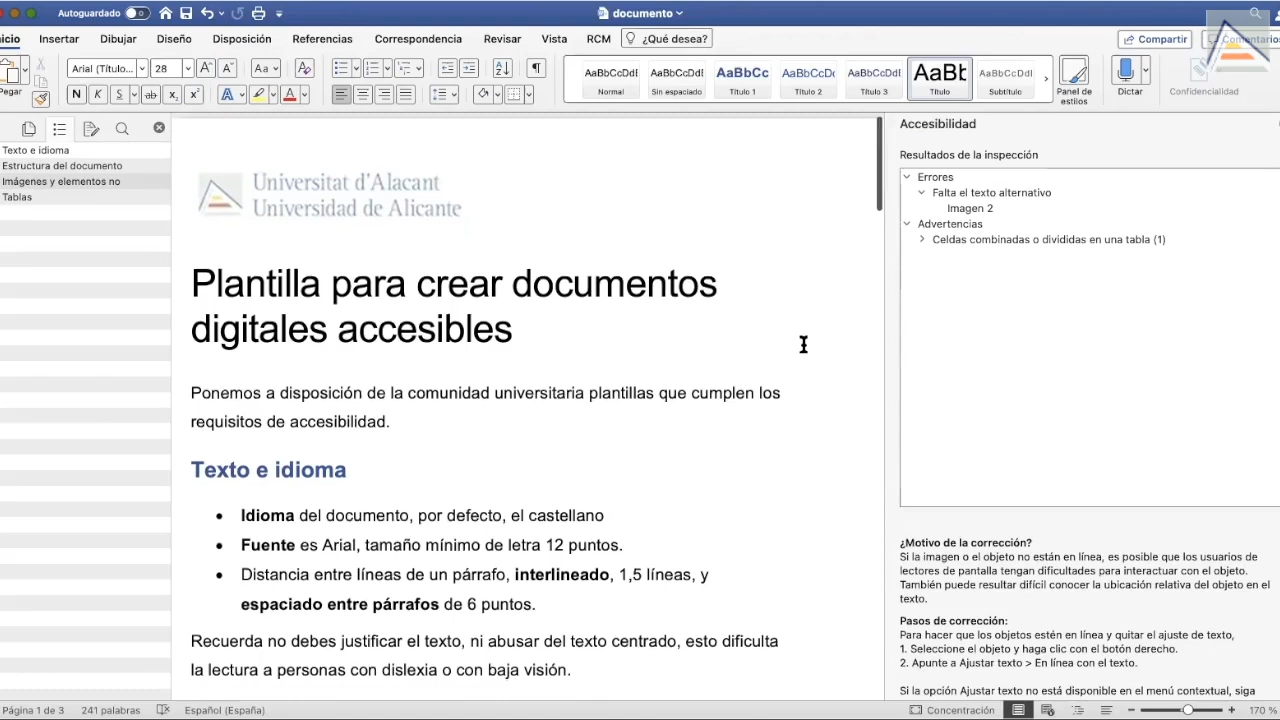 Autoguardado
documento
nicio Insertar Dibujar Diseño Disposición Referencias Correspondencia Revisar Vista RCM ¿Qué desea? Compartir Comentarios
Pegar
Arial (Título... 28 Aa
N K S ab x₂ x² A A
AaBbCcDdE AaBbCcDdE AaBbCc AaBbCcDc AaBbCcDdI AaBb AaBbCcDdE
Normal Sin espaciado Título 1 Título 2 Título 3 Título Subtítulo
Panel de
estilos
Dictar
Confidencialidad
Texto e idioma
Estructura del documento
Imágenes y elementos no
Tablas
Universitat d'Alacant
Universidad de Alicante
Plantilla para crear documentos
digitales accesibles
Ponemos a disposición de la comunidad universitaria plantillas que cumplen los
requisitos de accesibilidad.
Texto e idioma
• Idioma del documento, por defecto, el castellano
• Fuente es Arial, tamaño mínimo de letra 12 puntos.
• Distancia entre líneas de un párrafo, interlineado, 1,5 líneas, y
espaciado entre párrafos de 6 puntos.
Recuerda no debes justificar el texto, ni abusar del texto centrado, esto dificulta
la lectura a personas con dislexia o con baja visión.
Accesibilidad
Resultados de la inspección
Errores
Falta el texto alternativo
Imagen 2
Advertencias
Celdas combinadas o divididas en una tabla (1)
¿Motivo de la corrección?
Si la imagen o el objeto no están en línea, es posible que los usuarios de
lectores de pantalla tengan dificultades para interactuar con el objeto.
También puede resultar difícil conocer la ubicación relativa del objeto en el
texto.
Pasos de corrección:
Para hacer que los objetos estén en línea y quitar el ajuste de texto,
1. Seleccione el objeto y haga clic con el botón derecho.
2. Apunte a Ajustar texto > En línea con el texto.
Si la opción Ajustar texto no está disponible en el menú contextual, siga
Página 1 de 3 241 palabras Español (España) Concentración 170 %